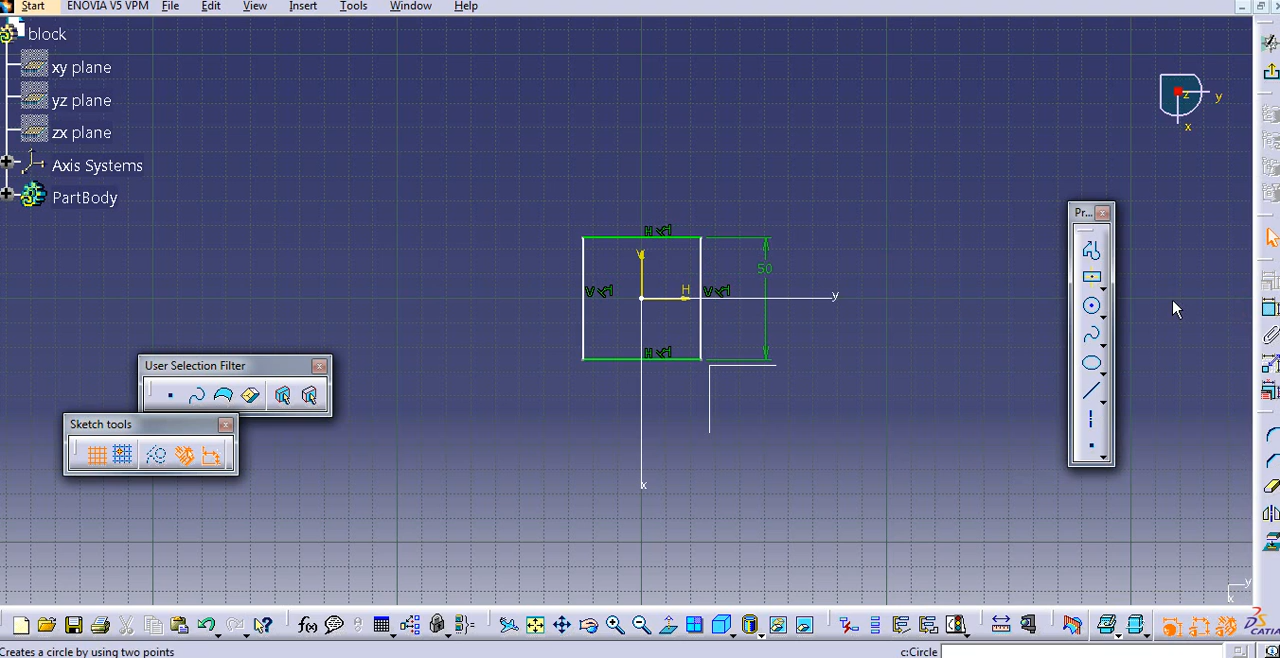 Start ENOVIA V5 VPM File Edit View Insert Tools Window Help
block
xy plane
yz plane
zx plane
Axis Systems
PartBody
z
y
x
Pr...
H
V
50
V
H
V
y
H
User Selection Filter
Sketch tools
x
y
x
f(x)
CATIA
Creates a circle by using two points
c:Circle